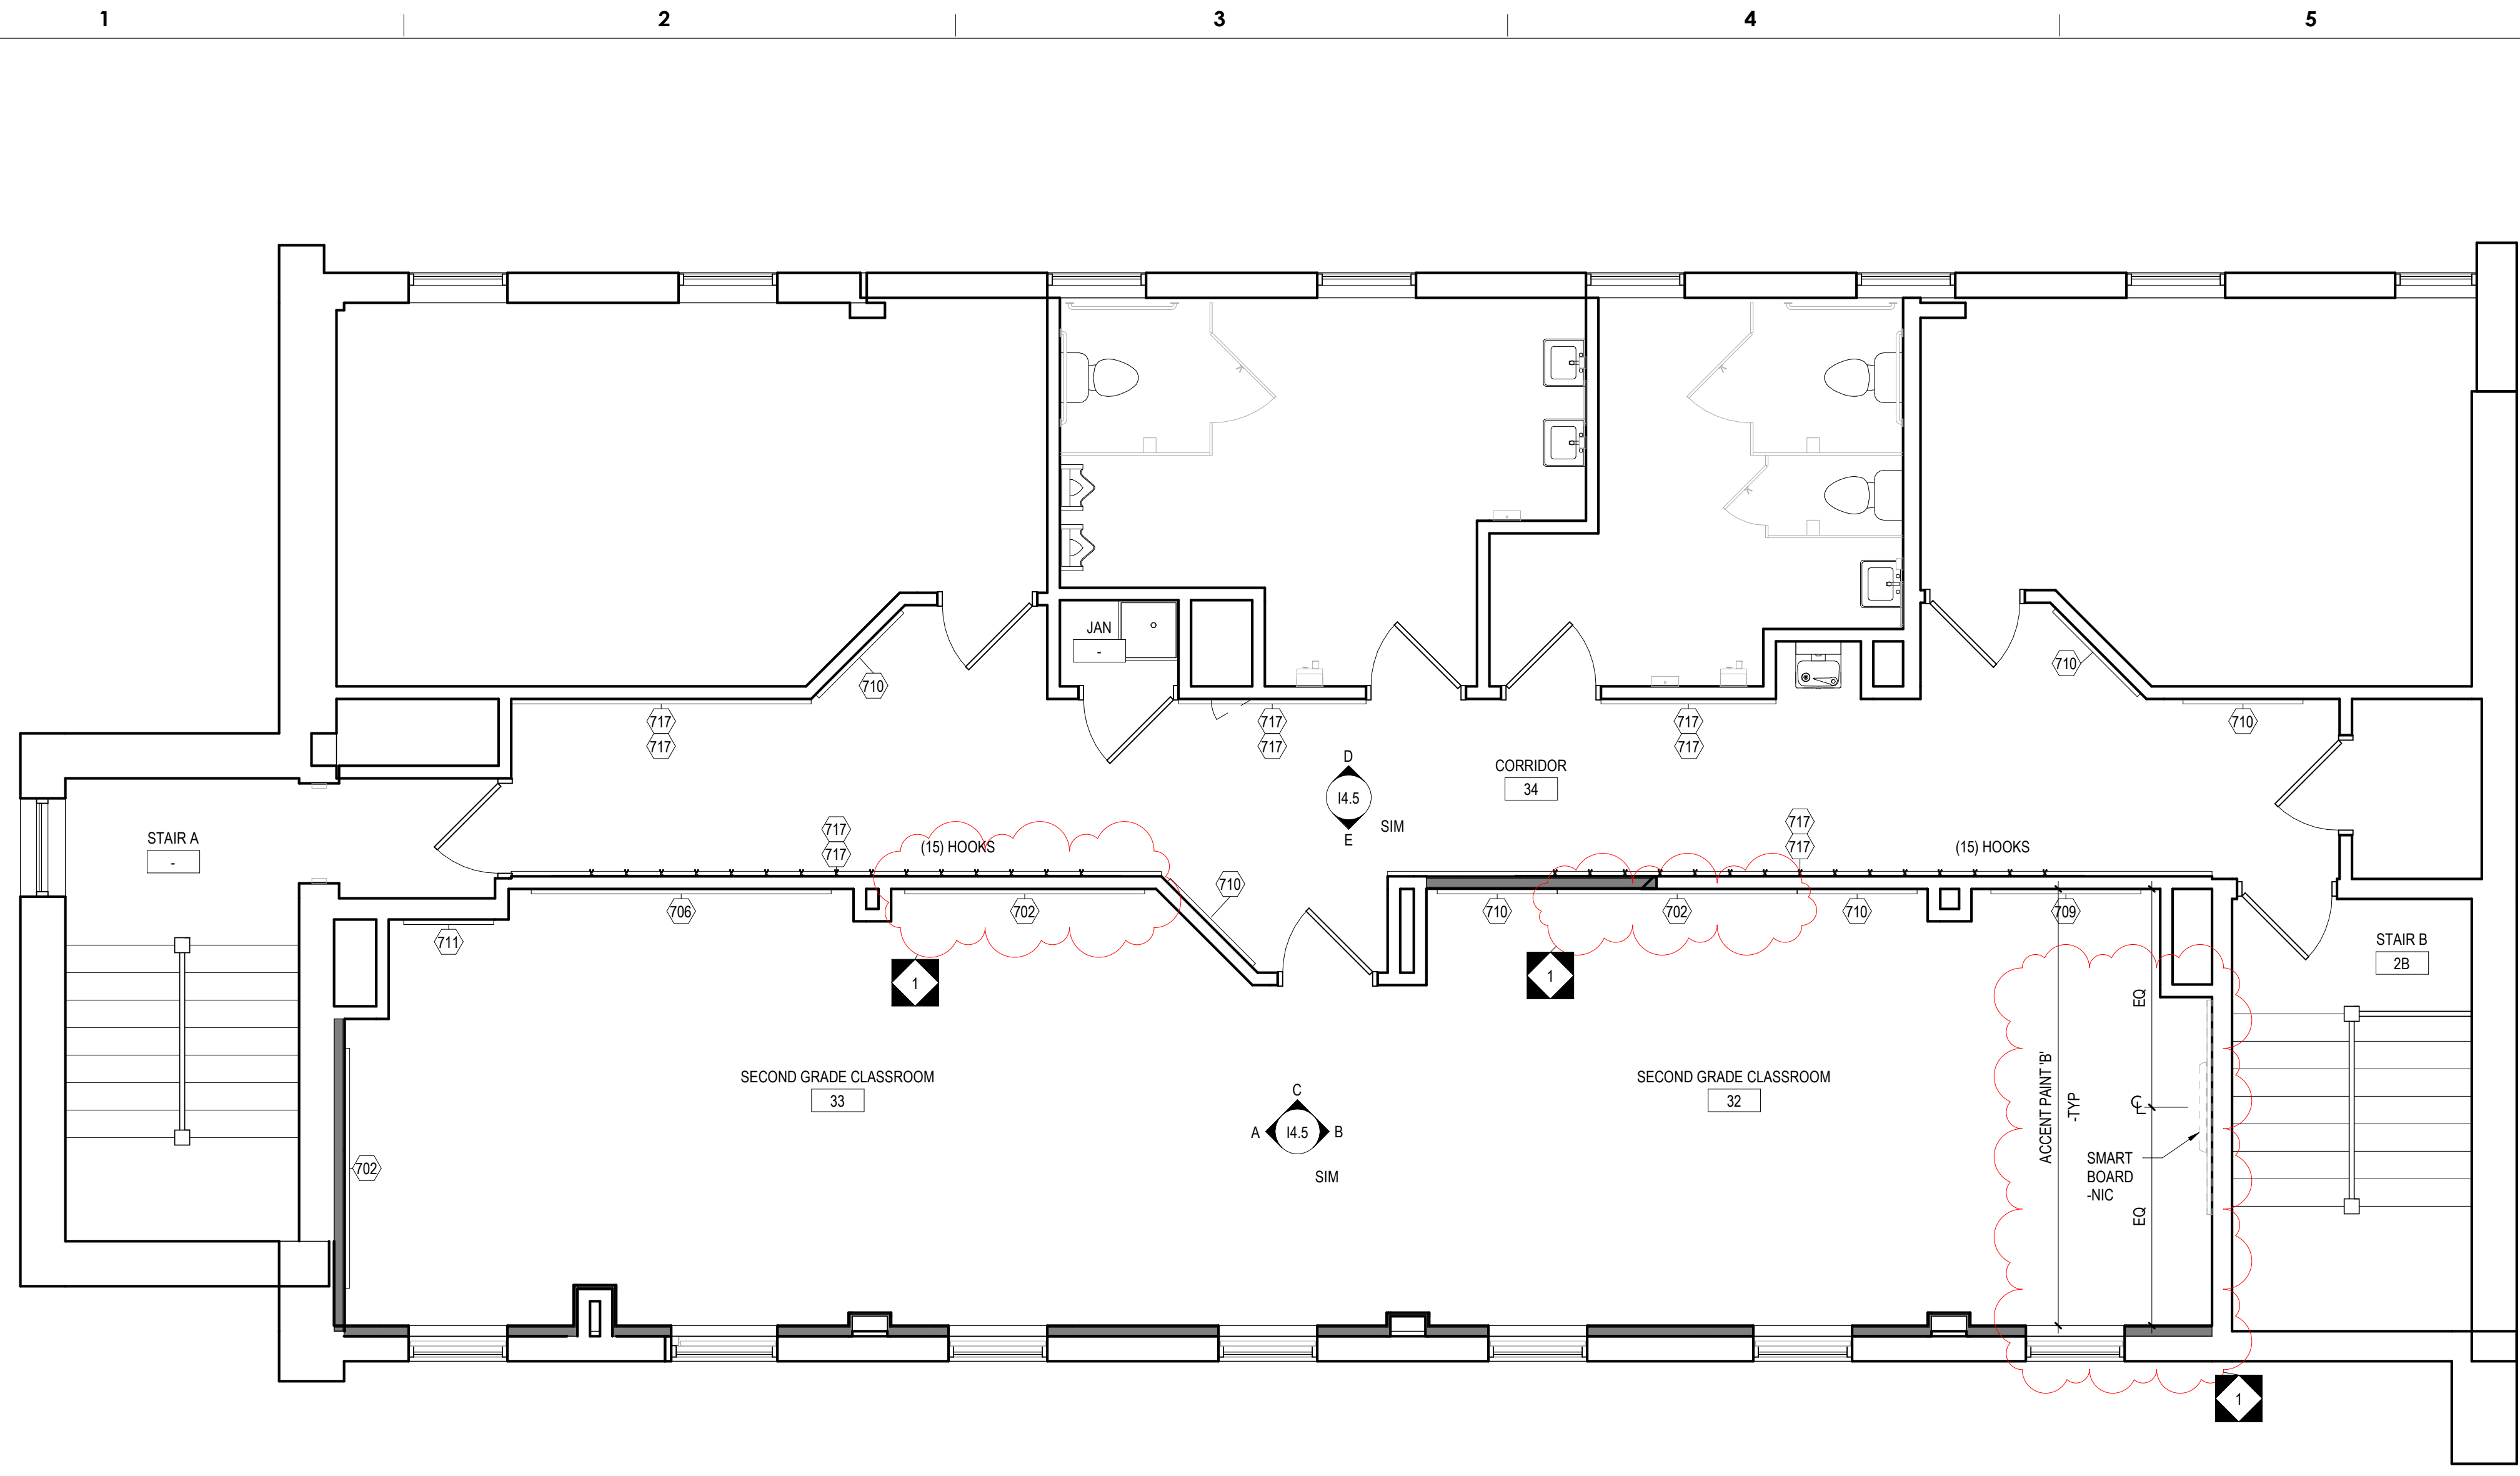 1
2
3
4
5
JAN
-
710
710
717
717
717
717
717
717
710
D
I4.5
E
SIM
CORRIDOR
34
STAIR A
-
717
717
(15) HOOKS
717
717
(15) HOOKS
710
706
702
710
702
710
709
711
STAIR B
2B
1
1
EQ
ACCENT PAINT 'B'
-TYP
SECOND GRADE CLASSROOM
33
SECOND GRADE CLASSROOM
32
C
A
I4.5
B
SIM
CL
SMART
BOARD
-NIC
702
EQ
1